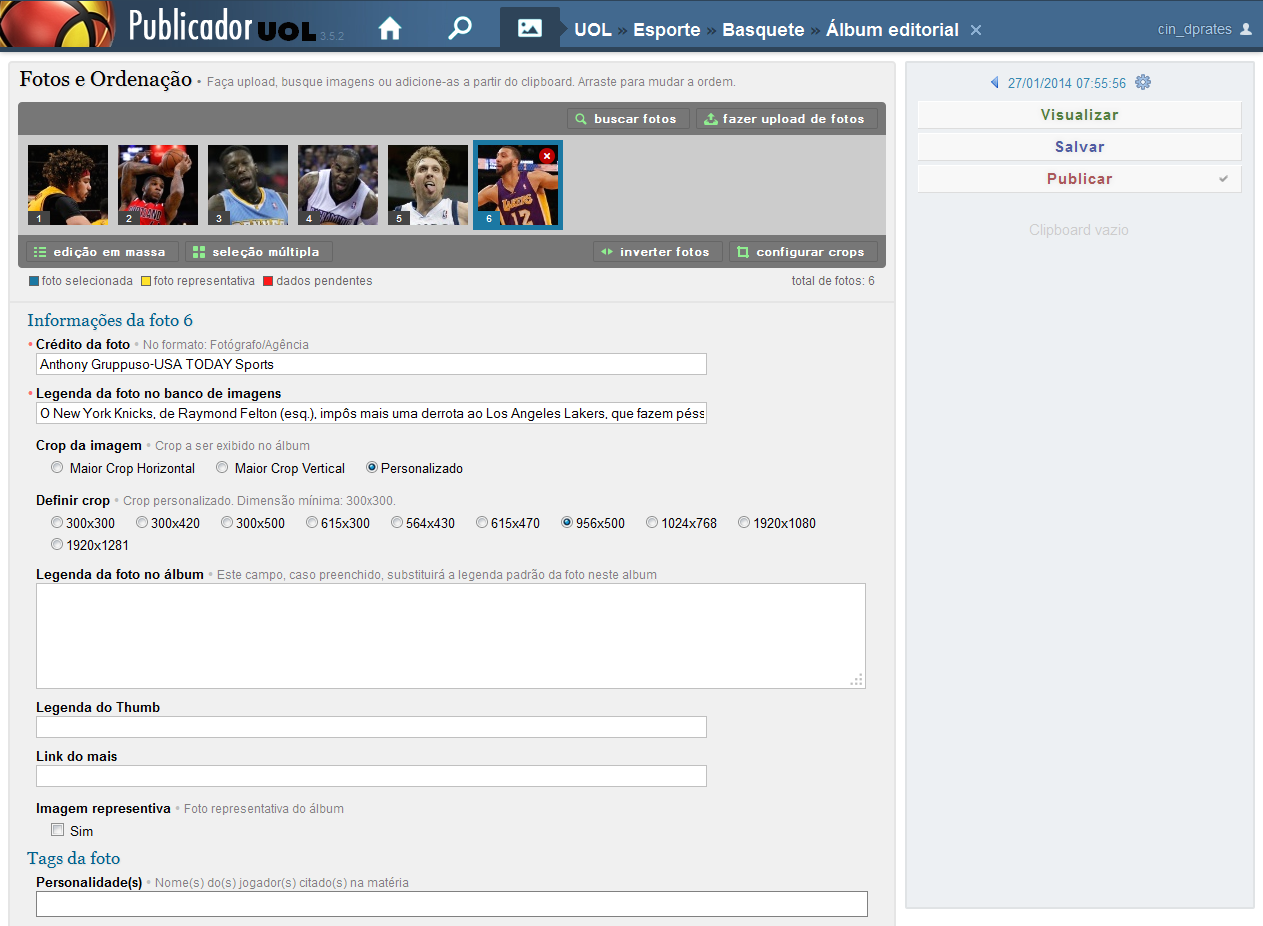 Publicador UOL 3.5.2
UOL » Esporte » Basquete » Álbum editorial ×
cin_dprates
Fotos e Ordenação • Faça upload, busque imagens ou adicione-as a partir do clipboard. Arraste para mudar a ordem.
buscar fotos
fazer upload de fotos
1
2
3
4
5
6
12
edição em massa
seleção múltipla
inverter fotos
configurar crops
foto selecionada
foto representativa
dados pendentes
total de fotos: 6
Informações da foto 6
• Crédito da foto • No formato: Fotógrafo/Agência
Anthony Gruppuso-USA TODAY Sports
• Legenda da foto no banco de imagens
O New York Knicks, de Raymond Felton (esq.), impôs mais uma derrota ao Los Angeles Lakers, que fazem péss
Crop da imagem • Crop a ser exibido no álbum
Maior Crop Horizontal Maior Crop Vertical Personalizado
Definir crop • Crop personalizado. Dimensão mínima: 300x300.
300x300 300x420 300x500 615x300 564x430 615x470 956x500 1024x768 1920x1080
1920x1281
Legenda da foto no álbum • Este campo, caso preenchido, substituirá a legenda padrão da foto neste album
Legenda do Thumb
Link do mais
Imagem representiva • Foto representativa do álbum
Sim
Tags da foto
Personalidade(s) • Nome(s) do(s) jogador(s) citado(s) na matéria
27/01/2014 07:55:56
Visualizar
Salvar
Publicar
Clipboard vazio